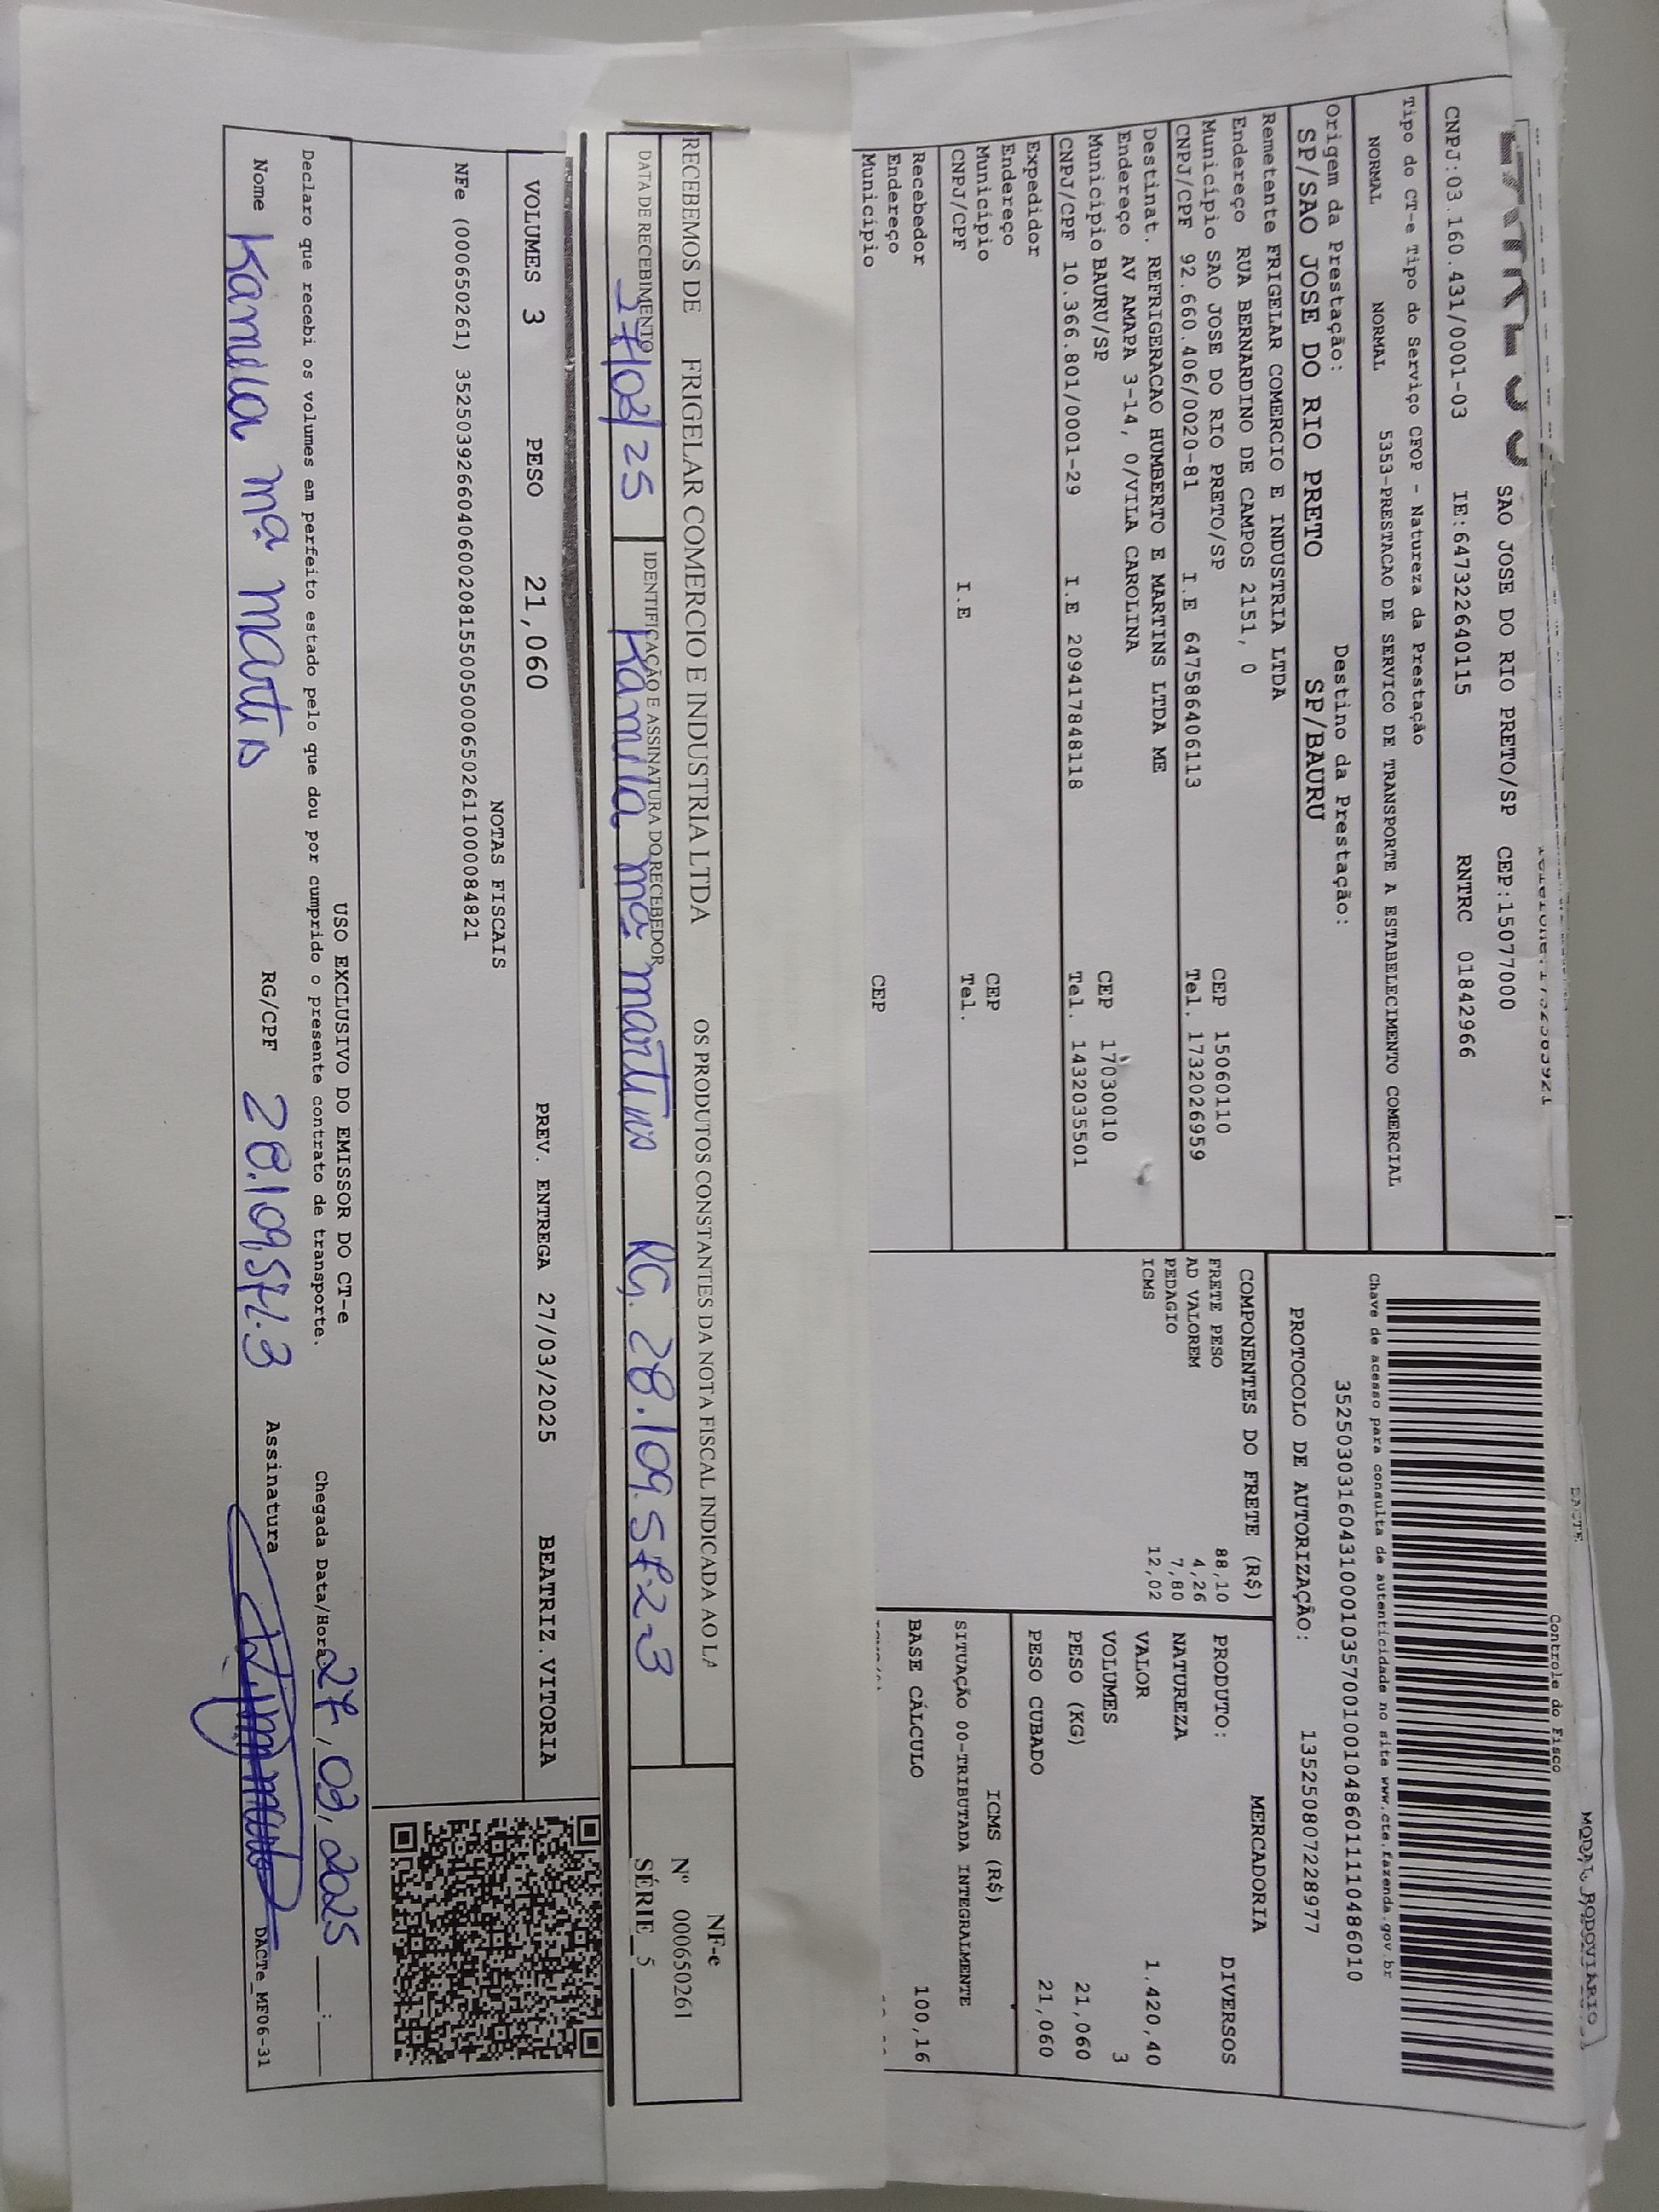 MODAL RODOVIÁRIO
DACTE
Controle do Fisco
SAO JOSE DO RIO PRETO/SP CEP:15077000
CNPJ:03.160.431/0001-03 IE:647322640115 RNTRC 01842966
Tipo do CT-e Tipo do Serviço CFOP - Natureza da Prestação
NORMAL NORMAL 5353-PRESTACAO DE SERVICO DE TRANSPORTE A ESTABELECIMENTO COMERCIAL
Chave de acesso para consulta de autenticidade no site www.cte.fazenda.gov.br
35250303160431000103570010010486011110486010
Origem da Prestação: Destino da Prestação:
SP/SAO JOSE DO RIO PRETO SP/BAURU
PROTOCOLO DE AUTORIZAÇÃO: 135250807228977
Remetente FRIGELAR COMERCIO E INDUSTRIA LTDA
Endereço RUA BERNARDINO DE CAMPOS 2151, 0 CEP 15060110
Município SAO JOSE DO RIO PRETO/SP Tel. 1732026959
CNPJ/CPF 92.660.406/0020-81 I.E 647586406113
Destinat. REFRIGERACAO HUMBERTO E MARTINS LTDA ME
Endereço AV AMAPA 3-14, 0/VILA CAROLINA CEP 17030010
Município BAURU/SP Tel. 1432035501
CNPJ/CPF 10.366.801/0001-29 I.E 209417848118
Expedidor
Endereço CEP
Município Tel.
CNPJ/CPF I.E
Recebedor
Endereço CEP
Município
COMPONENTES DO FRETE (R$)
FRETE PESO 88,10
AD VALOREM 4,26
PEDAGIO 7,80
ICMS 12,02
MERCADORIA
PRODUTO: DIVERSOS
NATUREZA
VALOR 1.420,40
VOLUMES 3
PESO (KG) 21,060
PESO CUBADO 21,060
ICMS (R$)
SITUAÇÃO 00-TRIBUTADA INTEGRALMENTE
BASE CÁLCULO 100,16
RECEBEMOS DE FRIGELAR COMERCIO E INDUSTRIA LTDA OS PRODUTOS CONSTANTES DA NOTA FISCAL INDICADA AO LA
DATA DE RECEBIMENTO IDENTIFICAÇÃO E ASSINATURA DO RECEBEDOR
27/03/25 Kamila Mª Martins RG. 28.109.572-3
NF-e
Nº 000650261
SÉRIE 5
VOLUMES 3 PESO 21,060 PREV. ENTREGA 27/03/2025 BEATRIZ.VITORIA
NOTAS FISCAIS
NFe (000650261) 35250392660406002081550050006502611000084821
USO EXCLUSIVO DO EMISSOR DO CT-e
Declaro que recebi os volumes em perfeito estado pelo que dou por cumprido o presente contrato de transporte. Chegada Data/Hora: 27/03/2025 __:__
Nome Kamila Mª Martins RG/CPF 28.109.572.3 Assinatura
DACTe_MF06-31